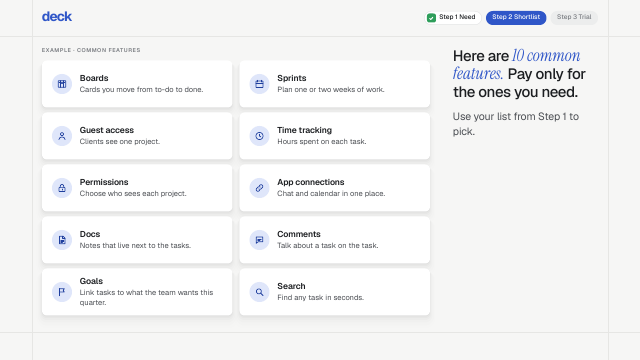 deck
Step 1 Need
Step 2 Shortlist
Step 3 Trial
EXAMPLE · COMMON FEATURES
Boards
Cards you move from to-do to done.
Sprints
Plan one or two weeks of work.
Guest access
Clients see one project.
Time tracking
Hours spent on each task.
Permissions
Choose who sees each project.
App connections
Chat and calendar in one place.
Docs
Notes that live next to the tasks.
Comments
Talk about a task on the task.
Goals
Link tasks to what the team wants this
quarter.
Search
Find any task in seconds.
Here are 10 common
features. Pay only for
the ones you need.
Use your list from Step 1 to
pick.